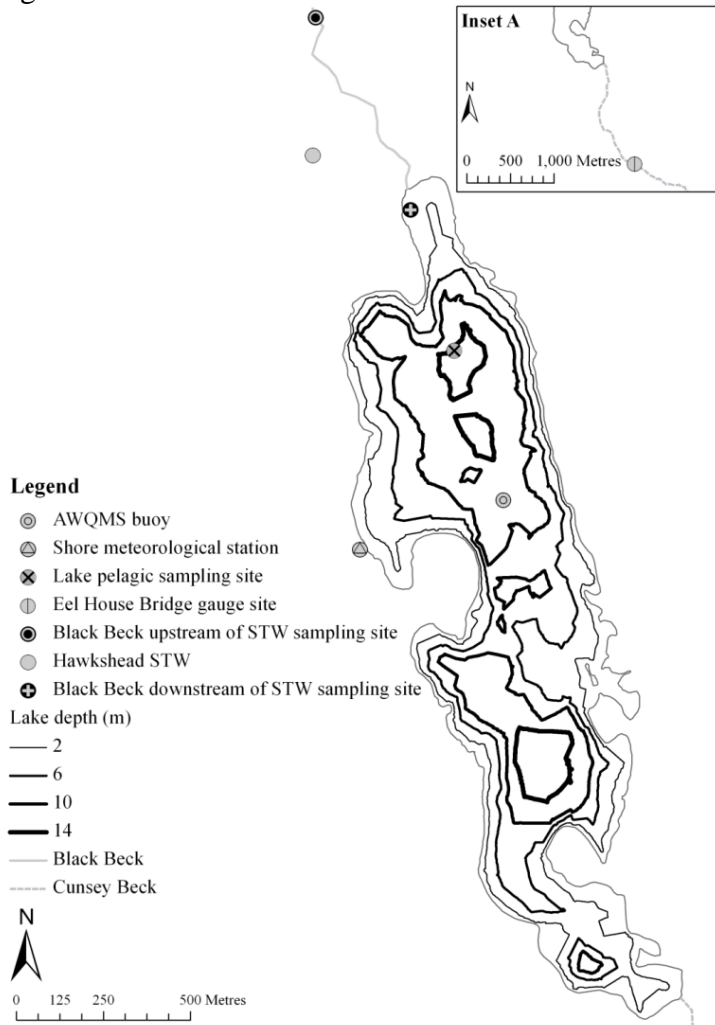 Inset A
N
0 500 1,000 Metres
Legend
AWQMS buoy
Shore meteorological station
Lake pelagic sampling site
Eel House Bridge gauge site
Black Beck upstream of STW sampling site
Hawkshead STW
Black Beck downstream of STW sampling site
Lake depth (m)
2
6
10
14
Black Beck
Cunsey Beck
N
0 125 250 500 Metres